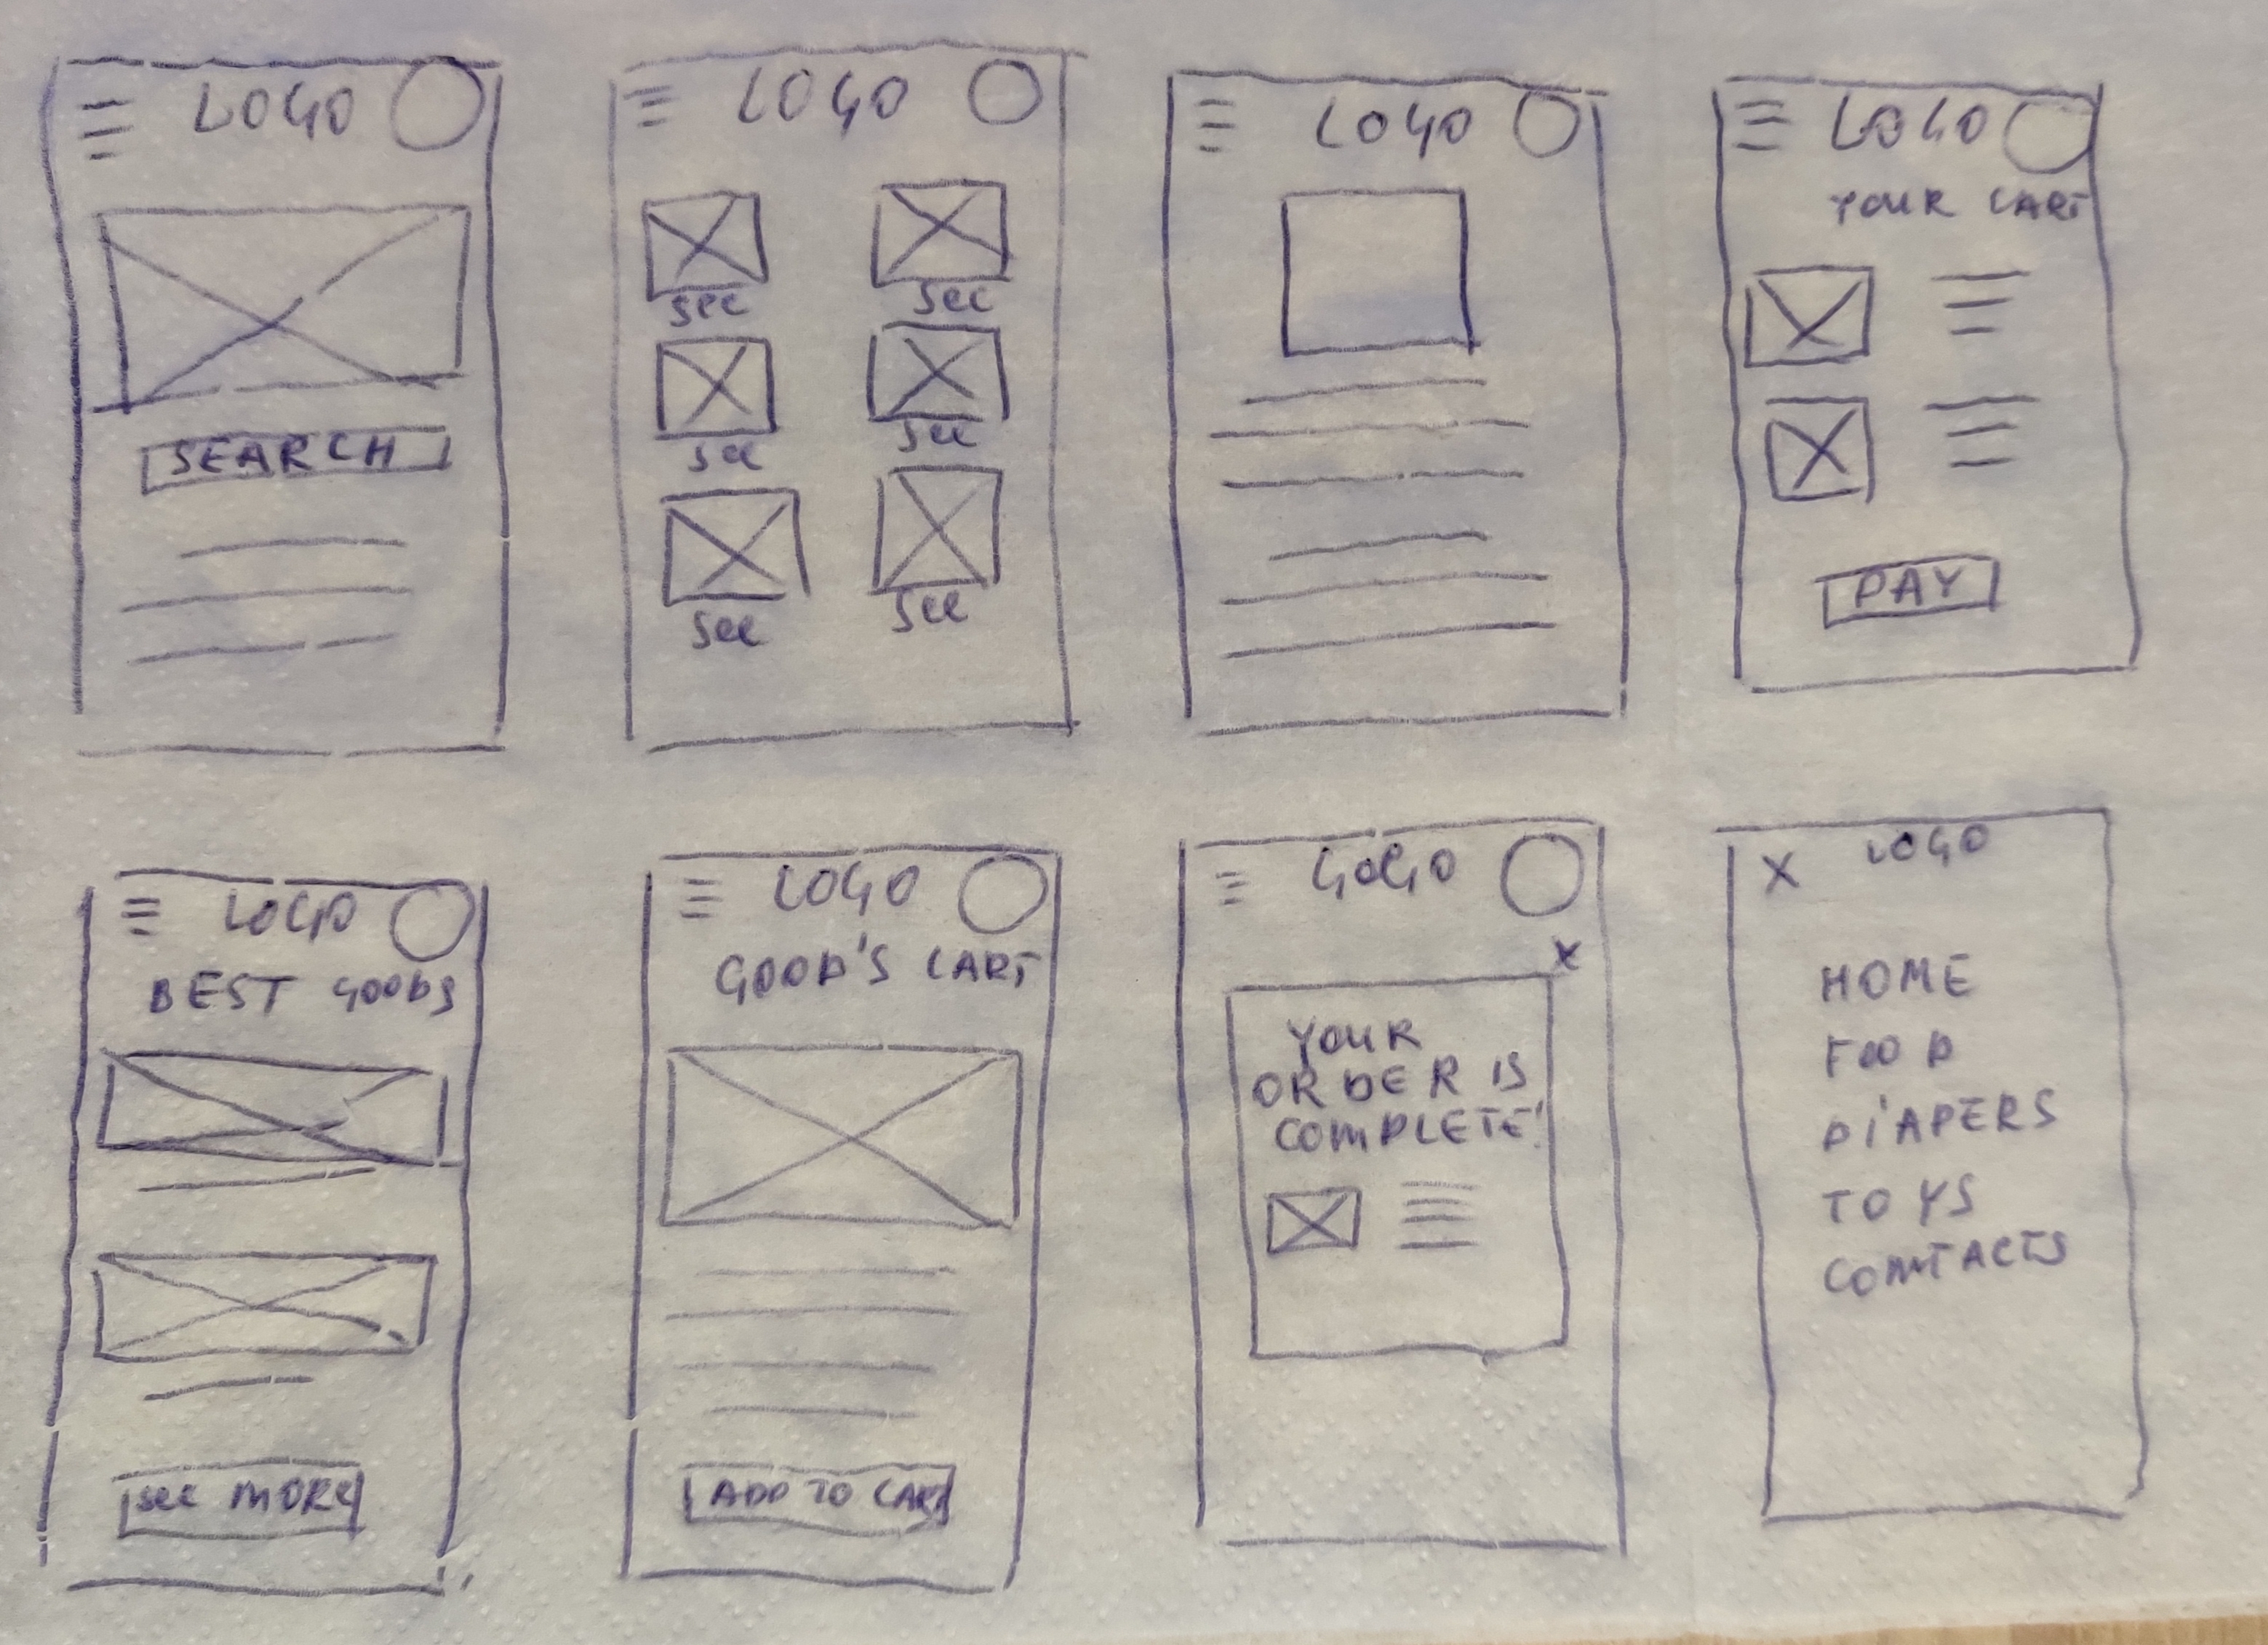 LOGO
SEARCH
LOGO
see see
see see
see see
LOGO
LOGO
YOUR CART
PAY
LOGO
BEST GOODS
see MORE
LOGO
GOOD'S CART
ADD TO CART
GOGO
X
YOUR
ORDER IS
COMPLETE!
X LOGO
HOME
FOOD
DIAPERS
TOYS
CONTACTS